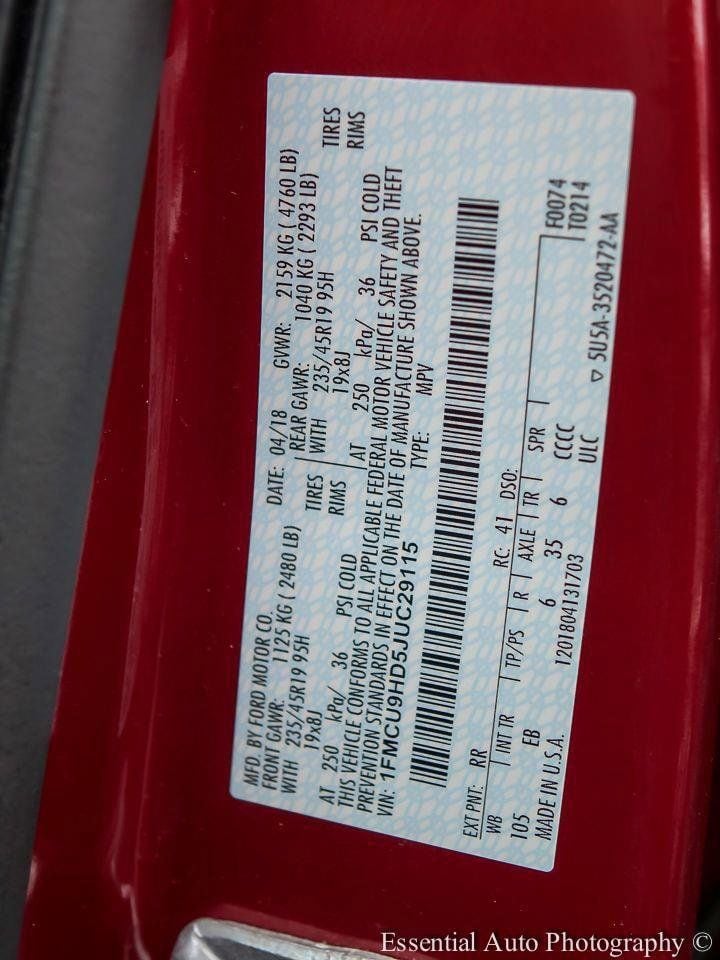 MFD. BY FORD MOTOR CO.
DATE: 04/18 GVWR: 2159 KG ( 4760 LB)
FRONT GAWR: 1125 KG ( 2480 LB) REAR GAWR: 1040 KG ( 2293 LB)
WITH 235/45R19 95H TIRES WITH 235/45R19 95H TIRES
19x8J RIMS 19x8J RIMS
AT 250 kPa/ 36 PSI COLD AT 250 kPa/ 36 PSI COLD
THIS VEHICLE CONFORMS TO ALL APPLICABLE FEDERAL MOTOR VEHICLE SAFETY AND THEFT
PREVENTION STANDARDS IN EFFECT ON THE DATE OF MANUFACTURE SHOWN ABOVE.
VIN: 1FMCU9HD5JUC29115 TYPE: MPV
EXT PNT: RR RC: 41 DSO: F0074
T0214
WB INT TR TP/PS R AXLE TR SPR
105 EB 6 35 6 CCCC
MADE IN U.S.A. 1201804131703 ULC
▽ 5U5A-3520472-AA
Essential Auto Photography ©